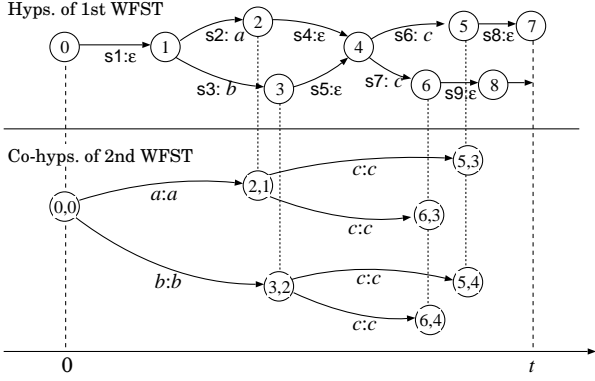 Hyps. of 1st WFST
0
s1:ε
1
s2: a
2
s4:ε
4
s6: c
5
s8:ε
7
s3: b
3
s5:ε
s7: c
6
s9:ε
8
Co-hyps. of 2nd WFST
0,0
a:a
2,1
c:c
5,3
c:c
6,3
b:b
3,2
c:c
5,4
c:c
6,4
0
t